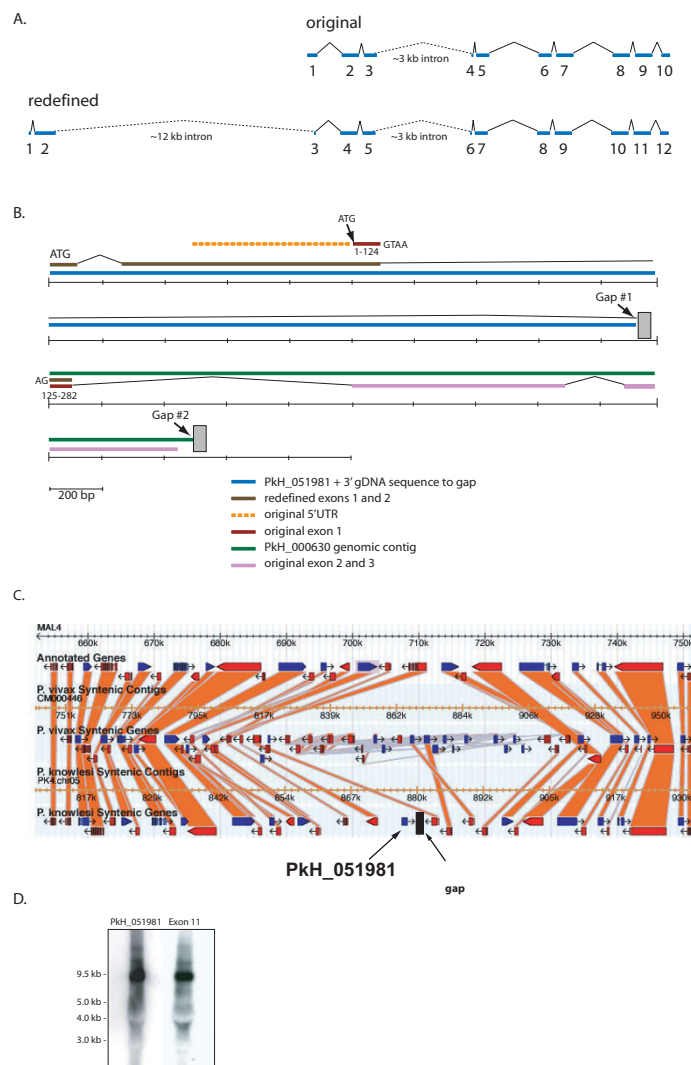 A.
original
~3 kb intron
1 2 3 4 5 6 7 8 9 10
redefined
~12 kb intron
~3 kb intron
1 2 3 4 5 6 7 8 9 10 11 12
B.
ATG
GTAA
1-124
ATG
Gap #1
AG
125-282
Gap #2
200 bp
PkH_051981 + 3' gDNA sequence to gap
redefined exons 1 and 2
original 5'UTR
original exon 1
PkH_000630 genomic contig
original exon 2 and 3
C.
MAL4
660k 670k 680k 690k 700k 710k 720k 730k 740k 750k
Annotated Genes
P. vivax Syntenic Contigs
CM000446
751k 773k 795k 817k 839k 862k 884k 906k 928k 950k
P. vivax Syntenic Genes
P. knowlesi Syntenic Contigs
PK4.chr05
817k 829k 842k 854k 867k 880k 892k 905k 917k 930k
P. knowlesi Syntenic Genes
PkH_051981
gap
D.
PkH_051981 Exon 11
9.5 kb -
5.0 kb -
4.0 kb -
3.0 kb -